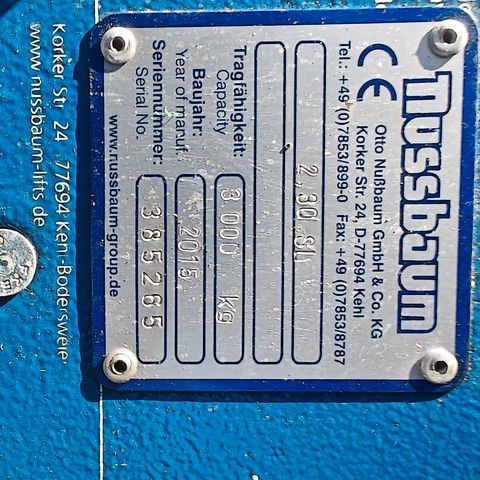 nussbaum
CE
Otto Nußbaum GmbH & Co. KG
Korker Str. 24, D-77694 Kehl
Tel.: +49 (0)7853/899-0 Fax: +49 (0)7853/8787
2,30 SL
Tragfähigkeit: 3 000 kg
Capacity
Baujahr: 2015
Year of manuf.:
Seriennummer: 385265
Serial No.
www.nussbaum-group.de
Korker Str. 24 77694 Kehl-Bodersweier
www.nussbaum-lifts.de